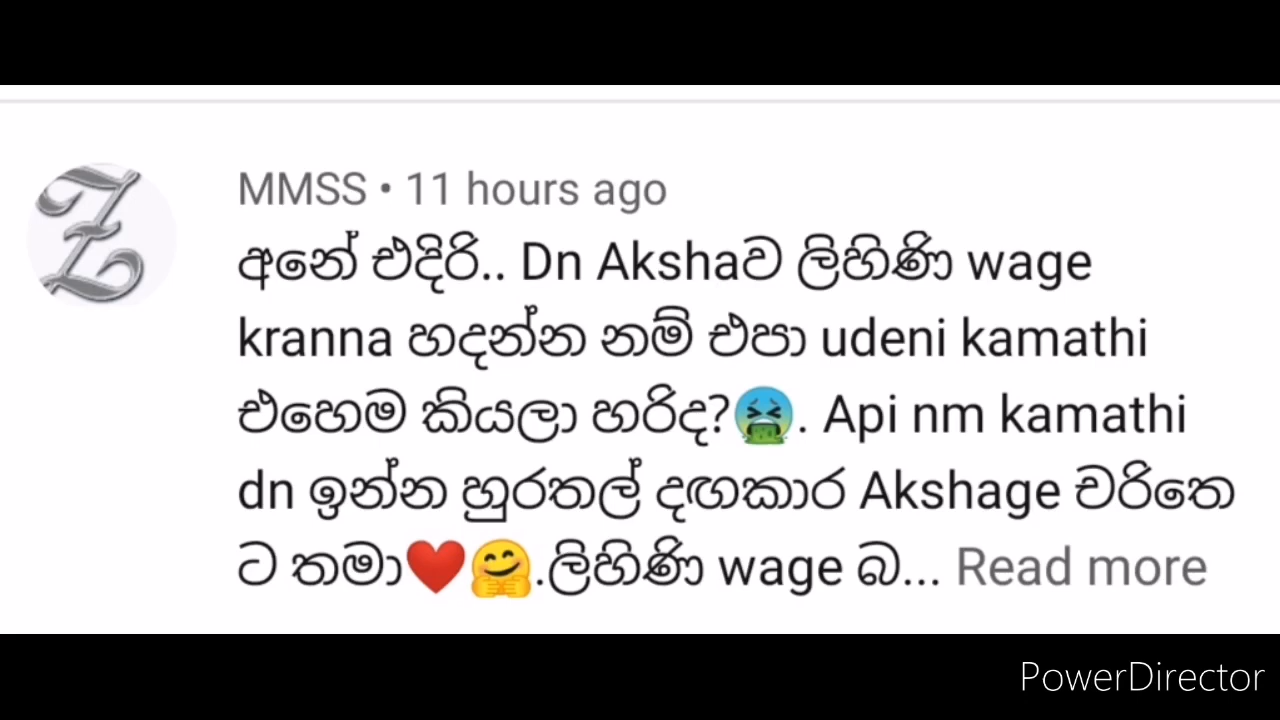 MMSS • 11 hours ago
අනේ එදිරි.. Dn Akshaව ලිහිණි wage
kranna හදන්න නම් එපා udeni kamathi
එහෙම කියලා හරිද?🤮. Api nm kamathi
dn ඉන්න හුරතල් දඟකාර Akshage චරිතෙ
ට තමා❤️🤗.ලිහිණි wage බ... Read more
PowerDirector